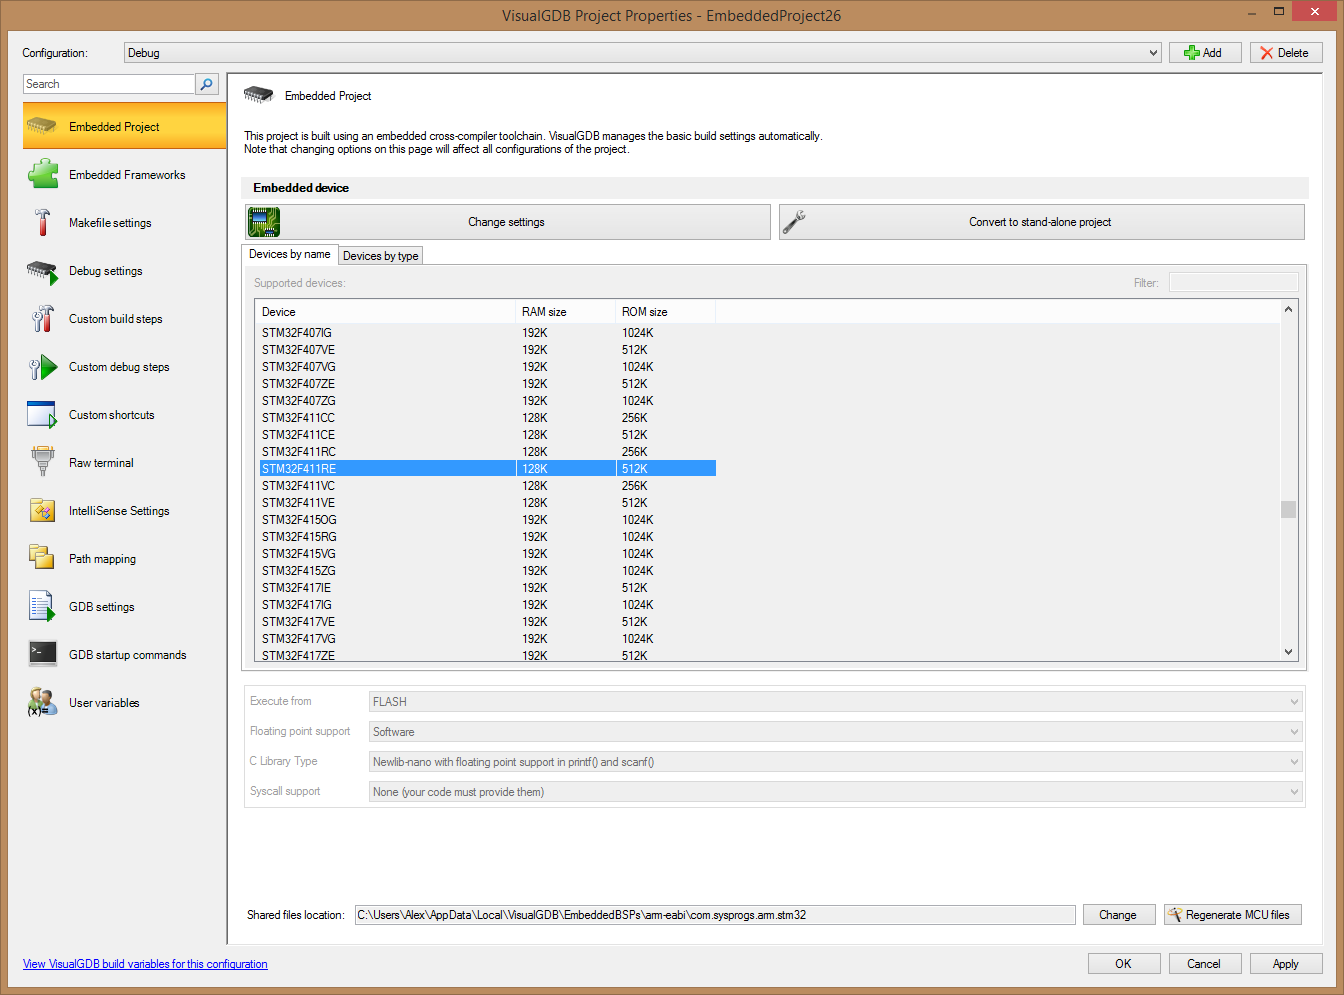 VisualGDB Project Properties - EmbeddedProject26
Configuration:
Debug
Add
Delete
Search
Embedded Project
Embedded Frameworks
Makefile settings
Debug settings
Custom build steps
Custom debug steps
Custom shortcuts
Raw terminal
IntelliSense Settings
Path mapping
GDB settings
GDB startup commands
User variables
Embedded Project
This project is built using an embedded cross-compiler toolchain. VisualGDB manages the basic build settings automatically.
Note that changing options on this page will affect all configurations of the project.
Embedded device
Change settings
Convert to stand-alone project
Devices by name
Devices by type
Supported devices:
Filter:
Device RAM size ROM size
STM32F407IG 192K 1024K
STM32F407VE 192K 512K
STM32F407VG 192K 1024K
STM32F407ZE 192K 512K
STM32F407ZG 192K 1024K
STM32F411CC 128K 256K
STM32F411CE 128K 512K
STM32F411RC 128K 256K
STM32F411RE 128K 512K
STM32F411VC 128K 256K
STM32F411VE 128K 512K
STM32F415OG 192K 1024K
STM32F415RG 192K 1024K
STM32F415VG 192K 1024K
STM32F415ZG 192K 1024K
STM32F417IE 192K 512K
STM32F417IG 192K 1024K
STM32F417VE 192K 512K
STM32F417VG 192K 1024K
STM32F417ZE 192K 512K
Execute from FLASH
Floating point support Software
C Library Type Newlib-nano with floating point support in printf() and scanf()
Syscall support None (your code must provide them)
Shared files location: C:\Users\Alex\AppData\Local\VisualGDB\EmbeddedBSPs\arm-eabi\com.sysprogs.arm.stm32
Change
Regenerate MCU files
View VisualGDB build variables for this configuration
OK
Cancel
Apply